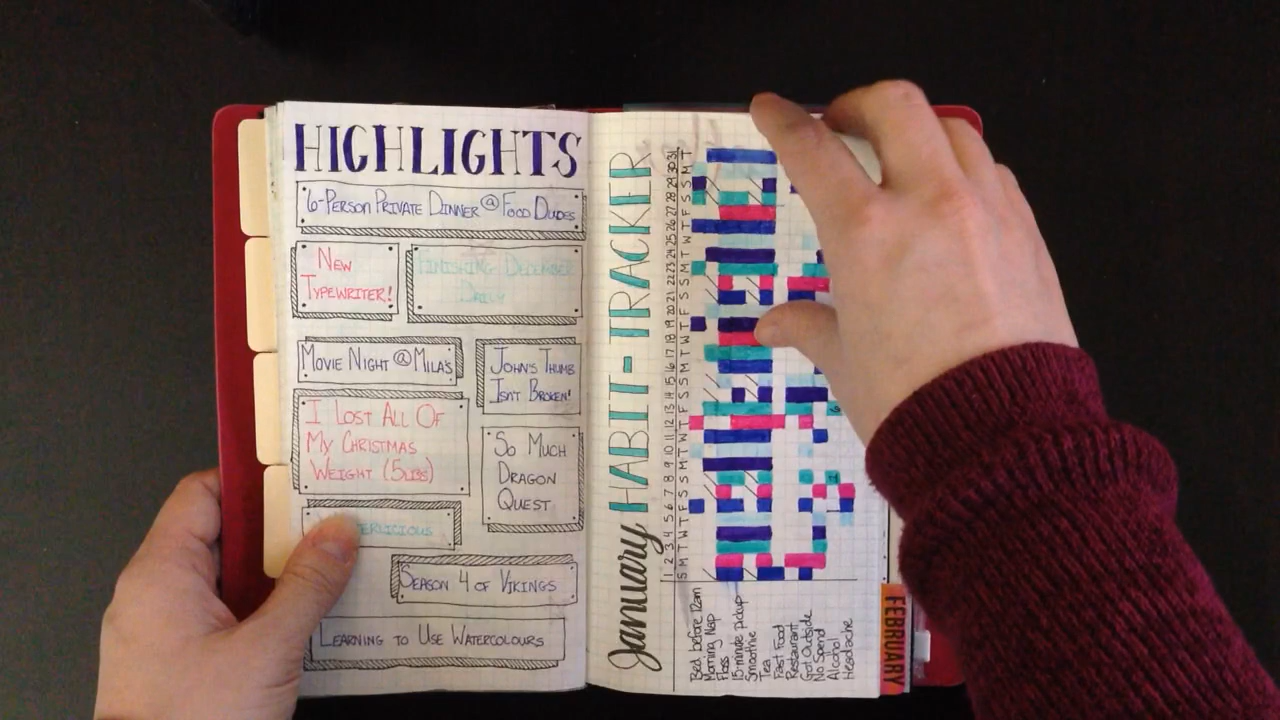 HIGHLIGHTS
6-PERSON PRIVATE DINNER @ FOOD DUDES
NEW
TYPEWRITER!
FINISHING DECEMBER
DAILY
MOVIE NIGHT @ MILA'S
JOHN'S THUMB
ISN'T BROKEN!
I LOST ALL OF
MY CHRISTMAS
WEIGHT (5LBS)
SO MUCH
DRAGON
QUEST
SEASON 4 OF VIKINGS
LEARNING TO USE WATERCOLOURS
January HABIT-TRACKER
1 2 3 4 5 6 7 8 9 10 11 12 13 14 15 16 17 18 19 20 21 22 23 24 25 26 27 28 29 30 31
S M T W T F S S M T W T F S S M T W T F S S M T W T F S S M T
Bed before 12am
Morning Nap
Floss
15-minute pickup
Smoothie
Tea
Fast Food
Restaurant
Got Outside
No Spend
Alcohol
Headache
FEBRUARY